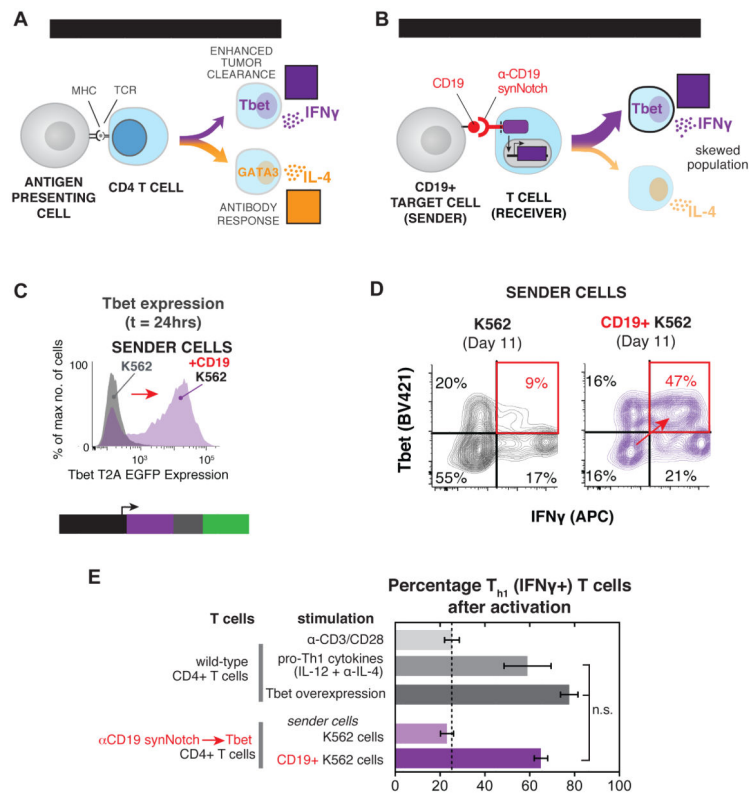 A
ENHANCED
TUMOR
CLEARANCE
MHC
TCR
Tbet
IFNγ
GATA3
IL-4
ANTIGEN
PRESENTING
CELL
CD4 T CELL
ANTIBODY
RESPONSE
B
CD19
α-CD19
synNotch
Tbet
IFNγ
skewed
population
CD19+
TARGET CELL
(SENDER)
T CELL
(RECEIVER)
IL-4
C
Tbet expression
(t = 24hrs)
SENDER CELLS
K562
+CD19
K562
% of max no. of cells
100
0
10³
10⁵
Tbet T2A EGFP Expression
D
SENDER CELLS
K562
(Day 11)
CD19+ K562
(Day 11)
20%
9%
55%
17%
16%
47%
16%
21%
Tbet (BV421)
IFNγ (APC)
E
Percentage Th1 (IFNγ+) T cells
after activation
T cells
stimulation
wild-type
CD4+ T cells
α-CD3/CD28
pro-Th1 cytokines
(IL-12 + α-IL-4)
Tbet overexpression
αCD19 synNotch→Tbet
CD4+ T cells
sender cells
K562 cells
CD19+ K562 cells
n.s.
0 20 40 60 80 100